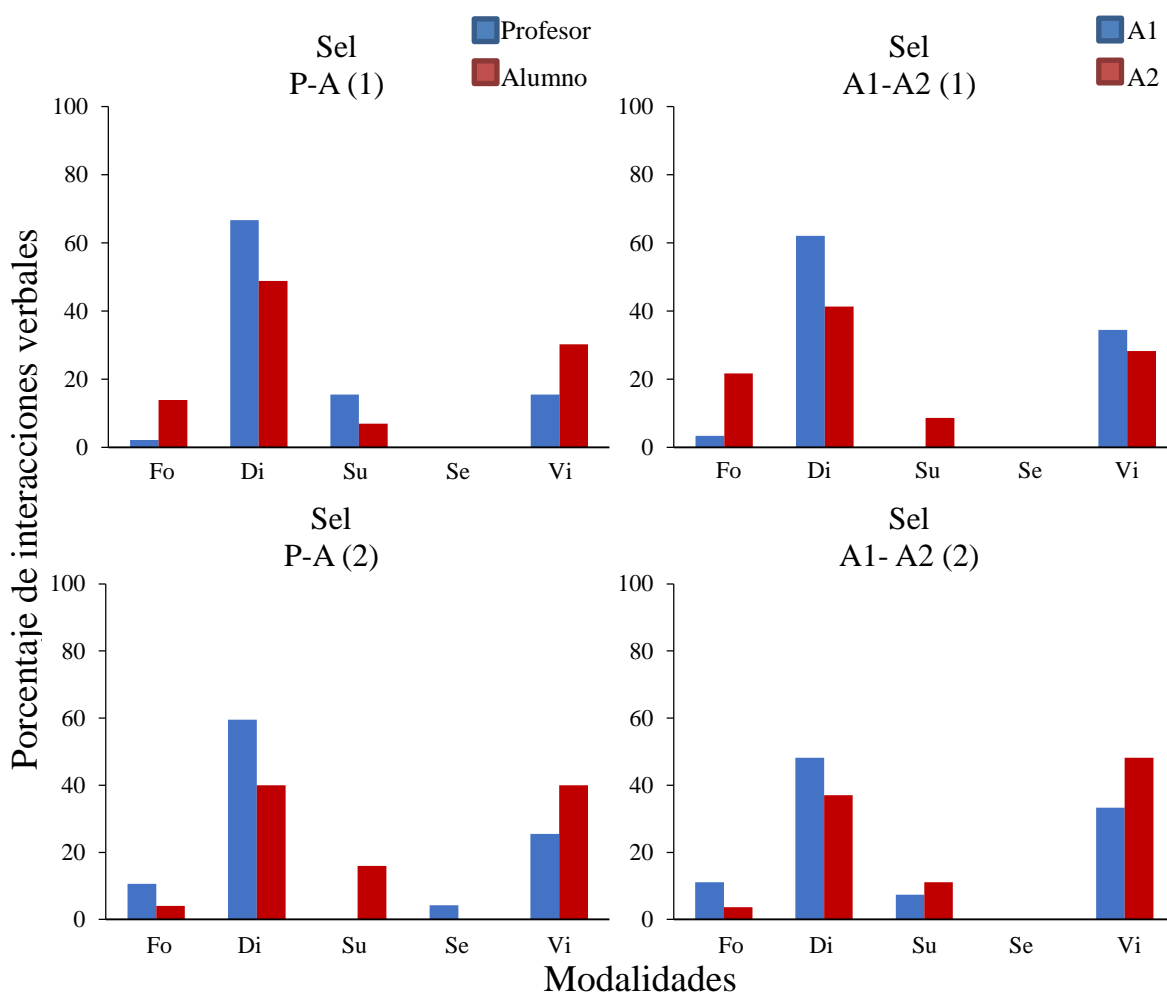 Profesor
Alumno
Sel
P-A (1)
100
80
60
40
20
0
Fo Di Su Se Vi
A1
A2
Sel
A1-A2 (1)
100
80
60
40
20
0
Fo Di Su Se Vi
Sel
P-A (2)
100
80
60
40
20
0
Fo Di Su Se Vi
Sel
A1- A2 (2)
100
80
60
40
20
0
Fo Di Su Se Vi
Porcentaje de interacciones verbales
Modalidades